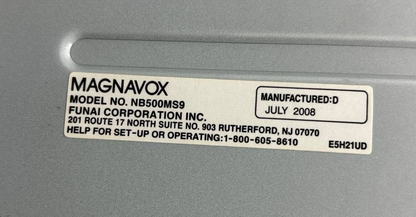 MAGNAVOX
MODEL NO. NB500MS9
FUNAI CORPORATION INC.
201 ROUTE 17 NORTH SUITE NO. 903 RUTHERFORD, NJ 07070
HELP FOR SET-UP OR OPERATING:1-800-605-8610
MANUFACTURED:D
JULY 2008
E5H21UD